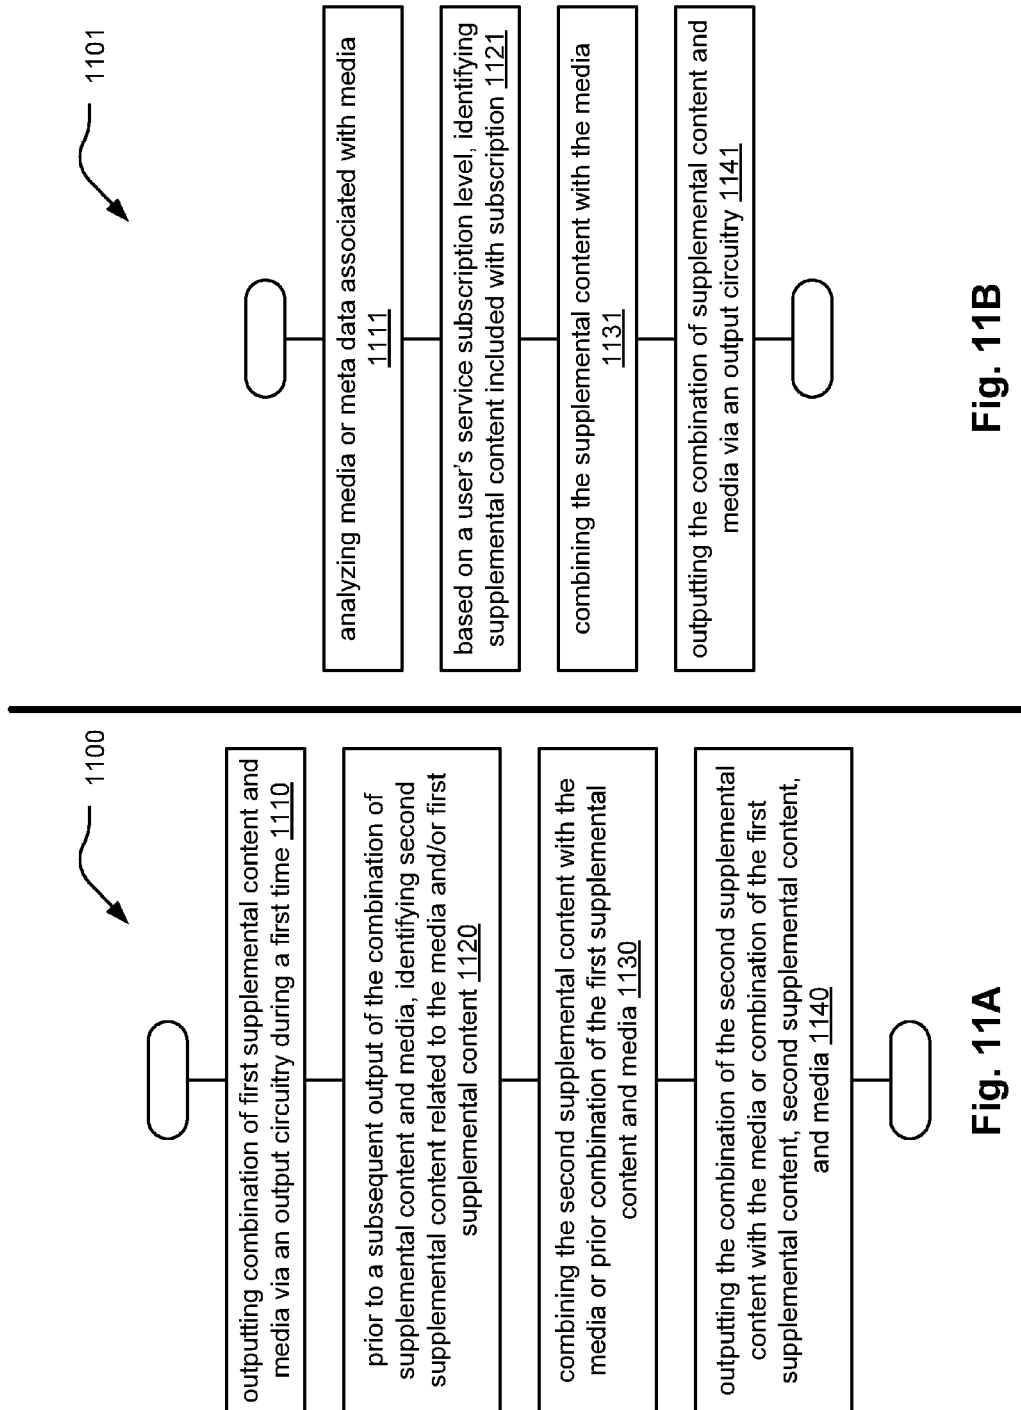 1100
outputting combination of first supplemental content and
media via an output circuitry during a first time 1110
prior to a subsequent output of the combination of
supplemental content and media, identifying second
supplemental content related to the media and/or first
supplemental content 1120
combining the second supplemental content with the
media or prior combination of the first supplemental
content and media 1130
outputting the combination of the second supplemental
content with the media or combination of the first
supplemental content, second supplemental content,
and media 1140
Fig. 11A
1101
analyzing media or meta data associated with media
1111
based on a user's service subscription level, identifying
supplemental content included with subscription 1121
combining the supplemental content with the media
1131
outputting the combination of supplemental content and
media via an output circuitry 1141
Fig. 11B